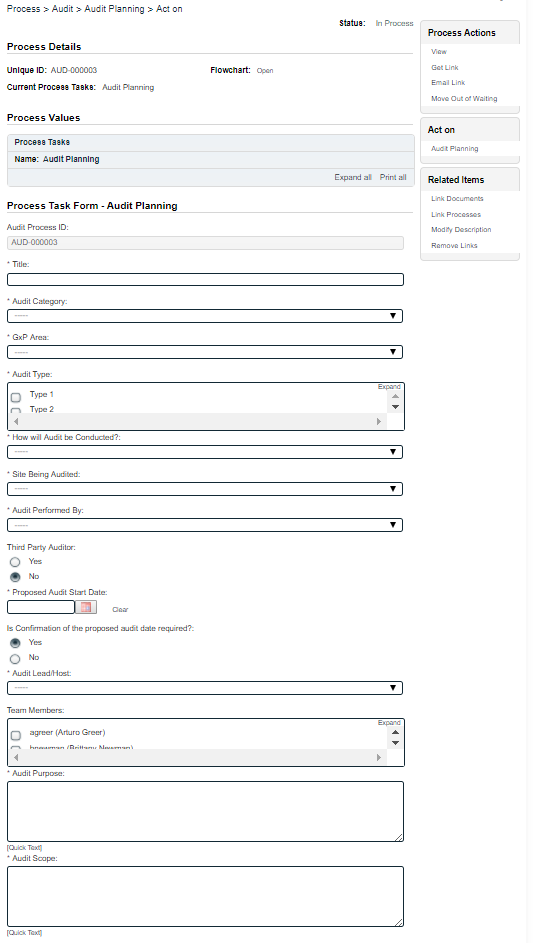 Process > Audit > Audit Planning > Act on
Status: In Process
Process Details
Unique ID: AUD-000003 Flowchart: Open
Current Process Tasks: Audit Planning
Process Values
Process Tasks
Name: Audit Planning
Expand all Print all
Process Task Form - Audit Planning
Audit Process ID:
AUD-000003
* Title:
* Audit Category:
-----
* GxP Area:
-----
* Audit Type:
Expand
Type 1
Type 2
* How will Audit be Conducted?:
-----
* Site Being Audited:
-----
* Audit Performed By:
-----
Third Party Auditor:
Yes
No
* Proposed Audit Start Date:
Clear
Is Confirmation of the proposed audit date required?:
Yes
No
* Audit Lead/Host:
-----
Team Members:
Expand
agreer (Arturo Greer)
bnewman (Brittany Newman)
* Audit Purpose:
[Quick Text]
* Audit Scope:
[Quick Text]
Process Actions
View
Get Link
Email Link
Move Out of Waiting
Act on
Audit Planning
Related Items
Link Documents
Link Processes
Modify Description
Remove Links